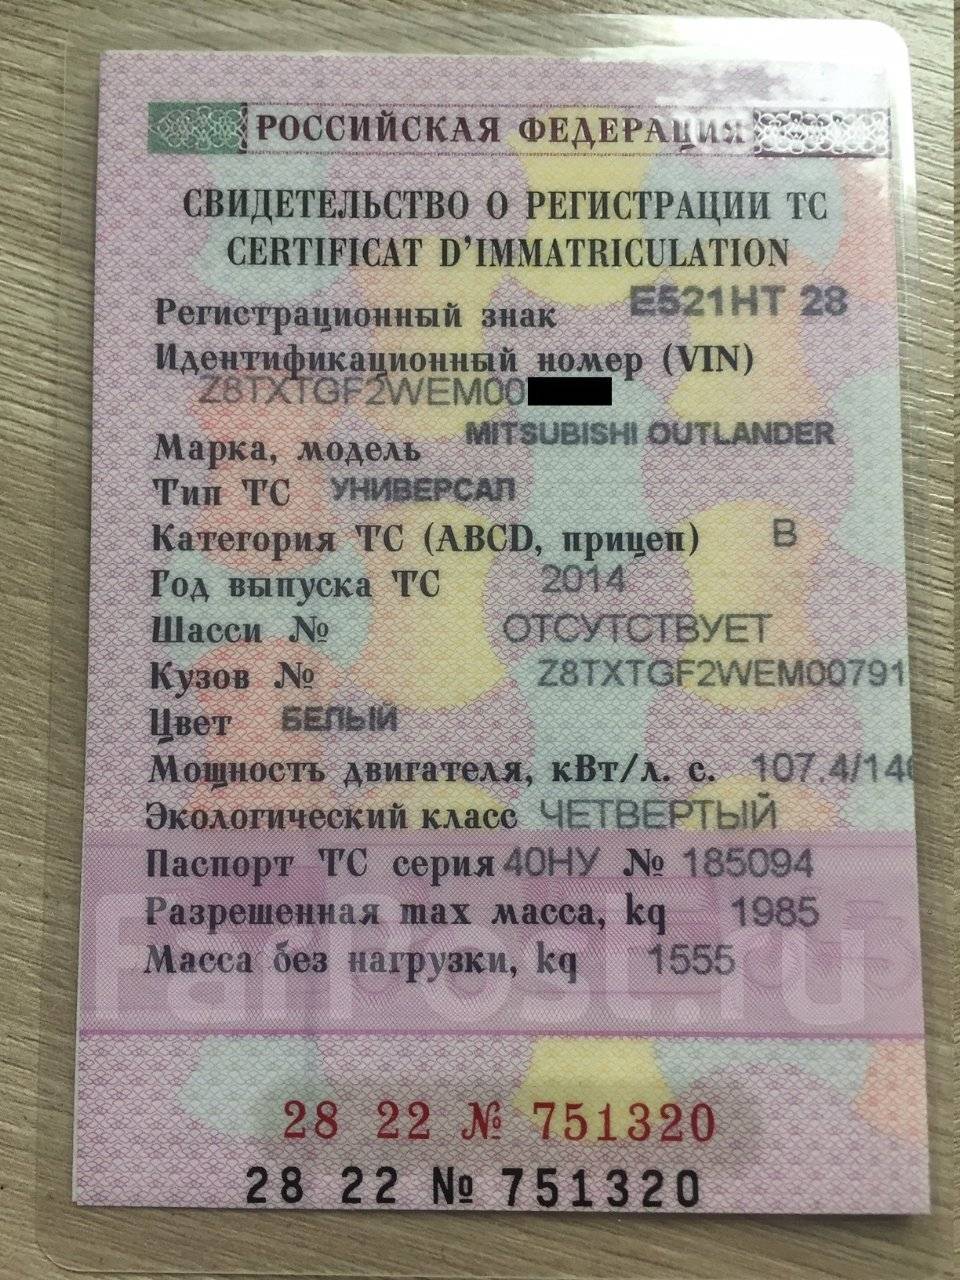 РОССИЙСКАЯ ФЕДЕРАЦИЯ
СВИДЕТЕЛЬСТВО О РЕГИСТРАЦИИ ТС
CERTIFICAT D'IMMATRICULATION
Регистрационный знак Е521НТ 28
Идентификационный номер (VIN)
Z8TXTGF2WEM00
Марка, модель MITSUBISHI OUTLANDER
Тип ТС УНИВЕРСАЛ
Категория ТС (ABCD, прицеп) B
Год выпуска ТС 2014
Шасси № ОТСУТСТВУЕТ
Кузов № Z8TXTGF2WEM00791
Цвет БЕЛЫЙ
Мощность двигателя, кВт/л. с. 107.4/14
Экологический класс ЧЕТВЕРТЫЙ
Паспорт ТС серия 40НУ № 185094
Разрешенная max масса, kg 1985
Масса без нагрузки, kg 1555
FarPost.ru
28 22 № 751320
28 22 № 751320